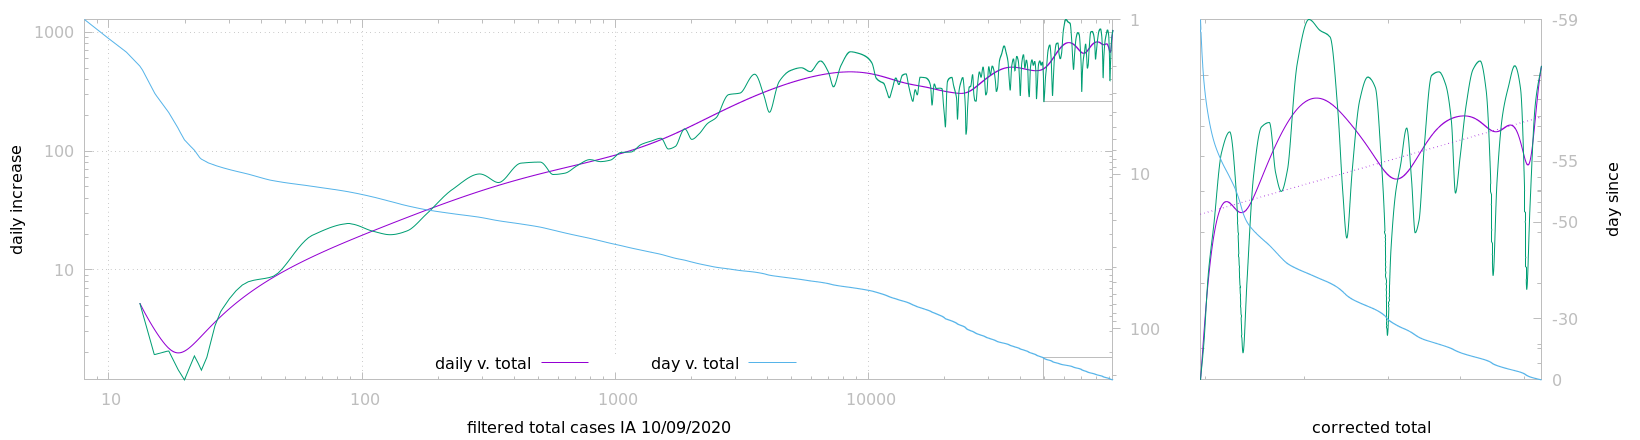 1000
100
10
daily increase
1
10
100
daily v. total
day v. total
10
100
1000
10000
filtered total cases IA 10/09/2020
-59
-55
-50
-30
0
day since
corrected total